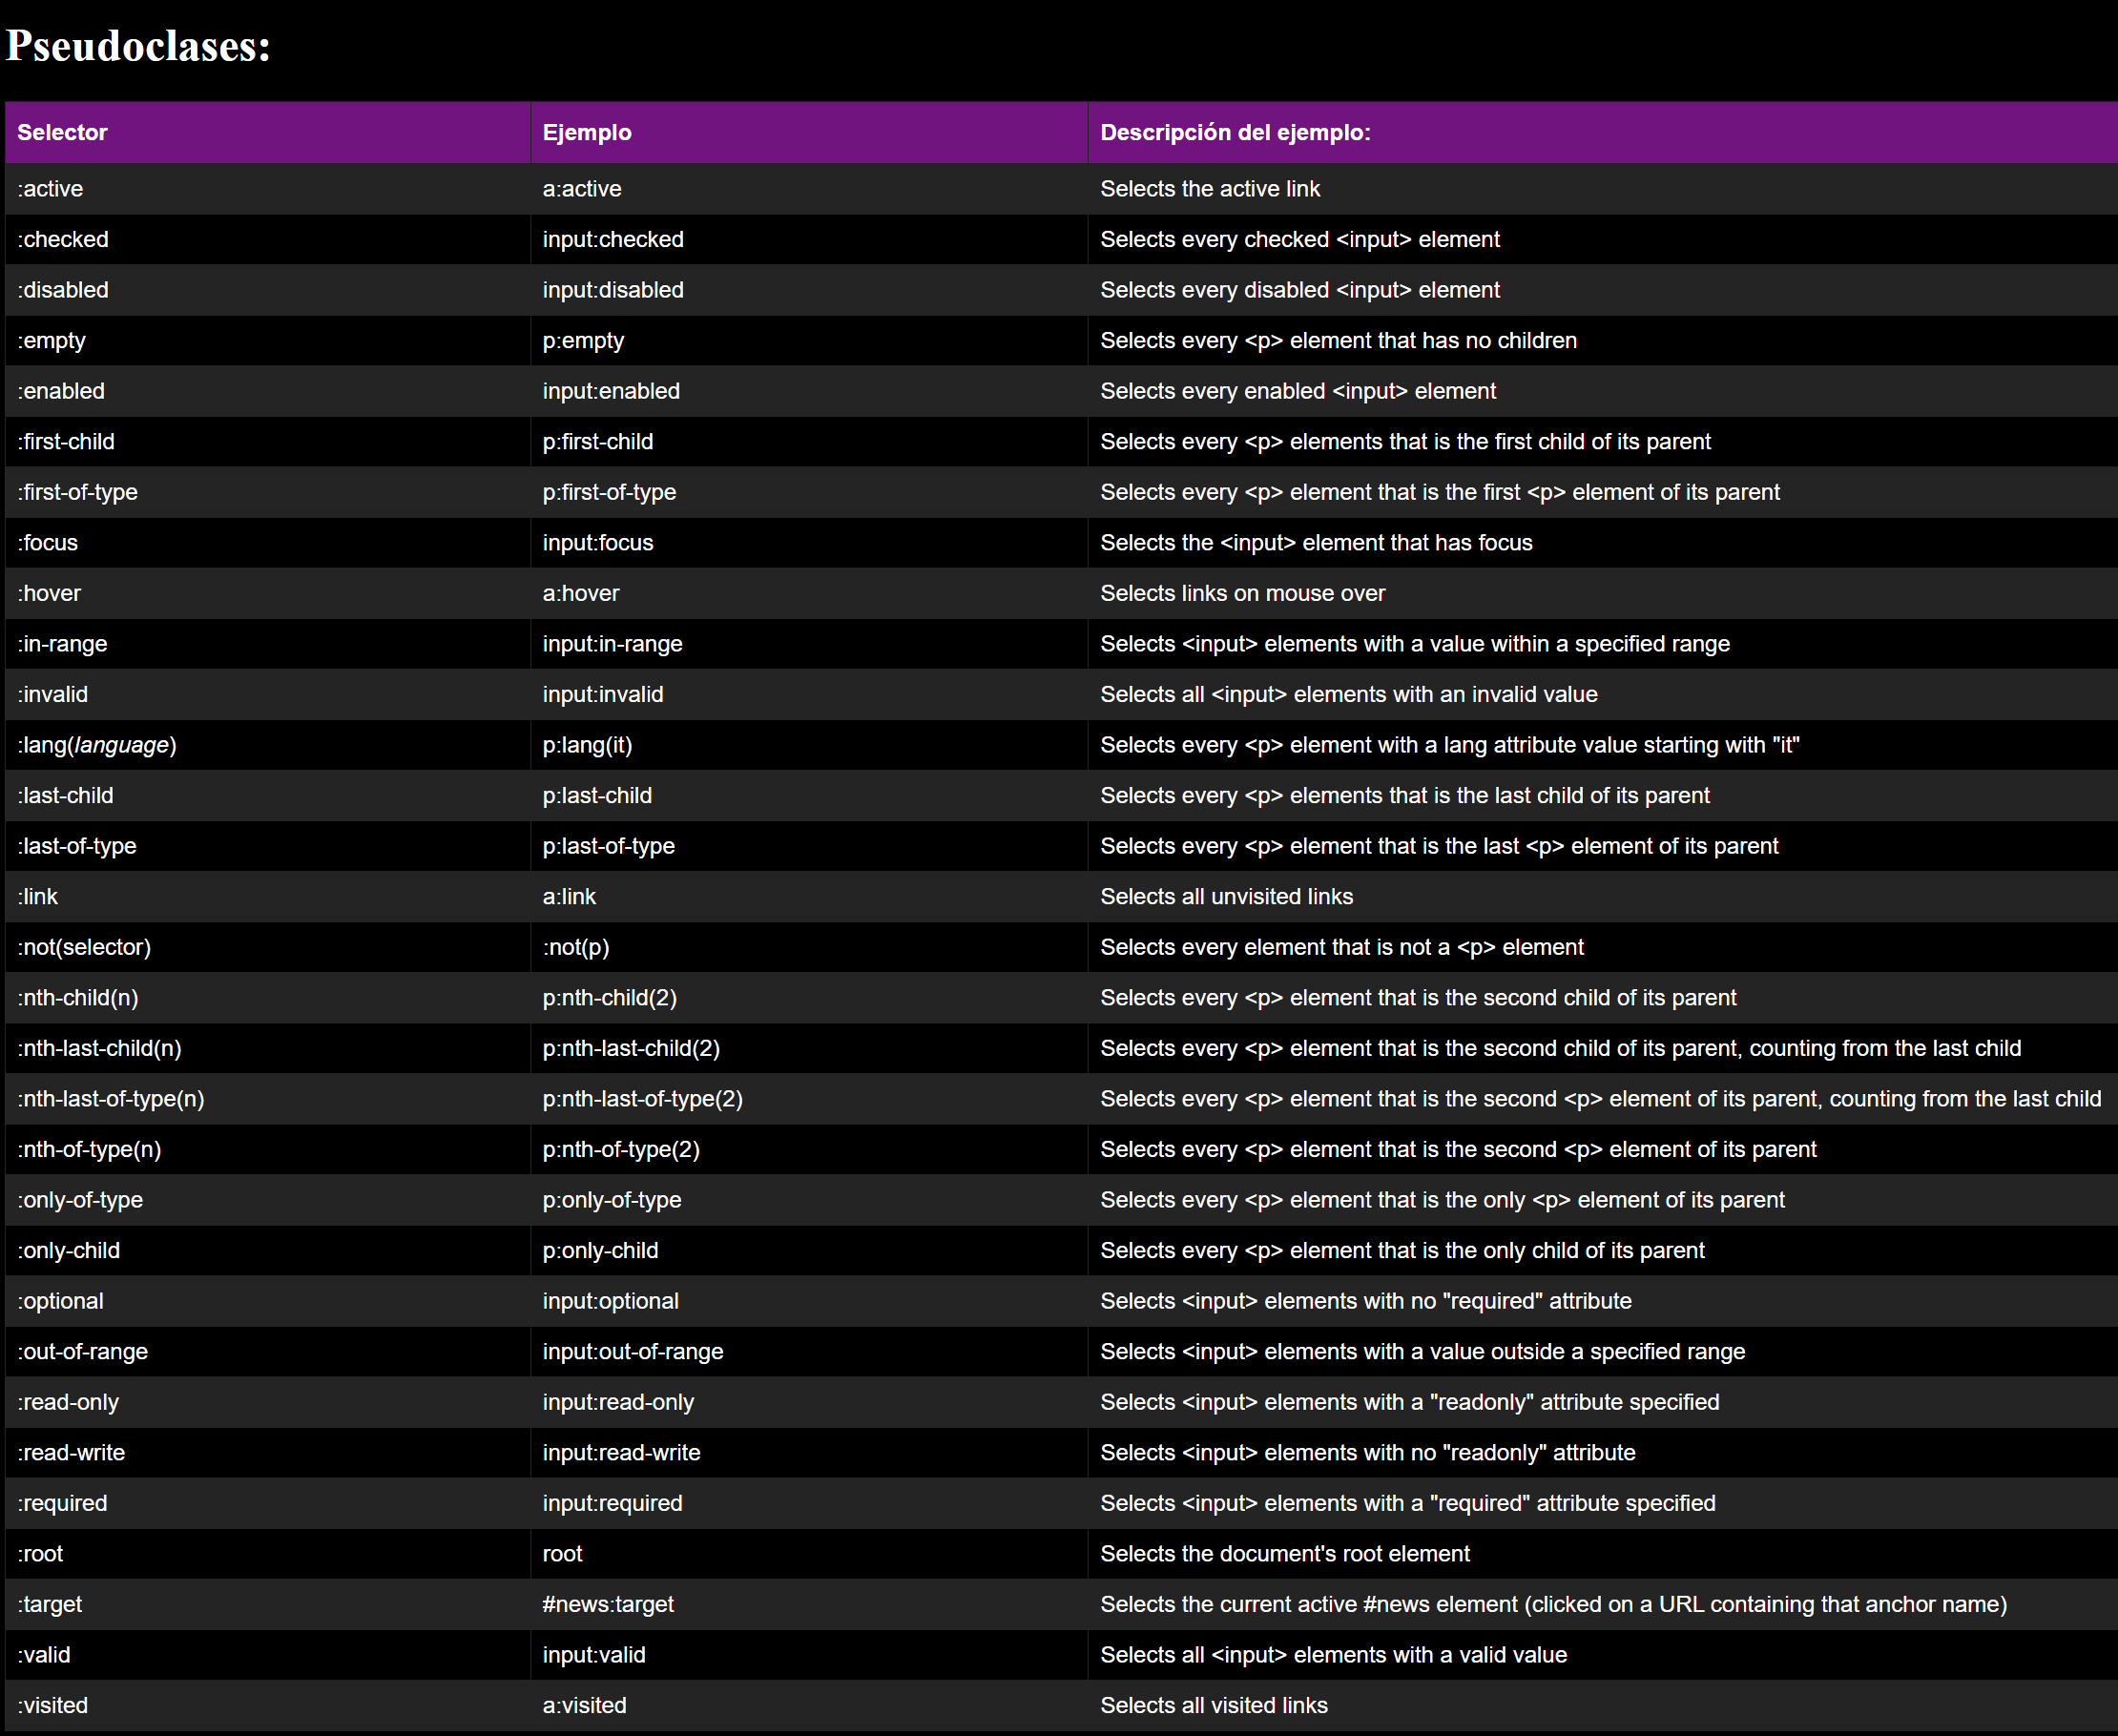 Pseudoclases:
Selector Ejemplo Descripción del ejemplo:
:active a:active Selects the active link
:checked input:checked Selects every checked <input> element
:disabled input:disabled Selects every disabled <input> element
:empty p:empty Selects every <p> element that has no children
:enabled input:enabled Selects every enabled <input> element
:first-child p:first-child Selects every <p> elements that is the first child of its parent
:first-of-type p:first-of-type Selects every <p> element that is the first <p> element of its parent
:focus input:focus Selects the <input> element that has focus
:hover a:hover Selects links on mouse over
:in-range input:in-range Selects <input> elements with a value within a specified range
:invalid input:invalid Selects all <input> elements with an invalid value
:lang(language) p:lang(it) Selects every <p> element with a lang attribute value starting with "it"
:last-child p:last-child Selects every <p> elements that is the last child of its parent
:last-of-type p:last-of-type Selects every <p> element that is the last <p> element of its parent
:link a:link Selects all unvisited links
:not(selector) :not(p) Selects every element that is not a <p> element
:nth-child(n) p:nth-child(2) Selects every <p> element that is the second child of its parent
:nth-last-child(n) p:nth-last-child(2) Selects every <p> element that is the second child of its parent, counting from the last child
:nth-last-of-type(n) p:nth-last-of-type(2) Selects every <p> element that is the second <p> element of its parent, counting from the last child
:nth-of-type(n) p:nth-of-type(2) Selects every <p> element that is the second <p> element of its parent
:only-of-type p:only-of-type Selects every <p> element that is the only <p> element of its parent
:only-child p:only-child Selects every <p> element that is the only child of its parent
:optional input:optional Selects <input> elements with no "required" attribute
:out-of-range input:out-of-range Selects <input> elements with a value outside a specified range
:read-only input:read-only Selects <input> elements with a "readonly" attribute specified
:read-write input:read-write Selects <input> elements with no "readonly" attribute
:required input:required Selects <input> elements with a "required" attribute specified
:root root Selects the document's root element
:target #news:target Selects the current active #news element (clicked on a URL containing that anchor name)
:valid input:valid Selects all <input> elements with a valid value
:visited a:visited Selects all visited links